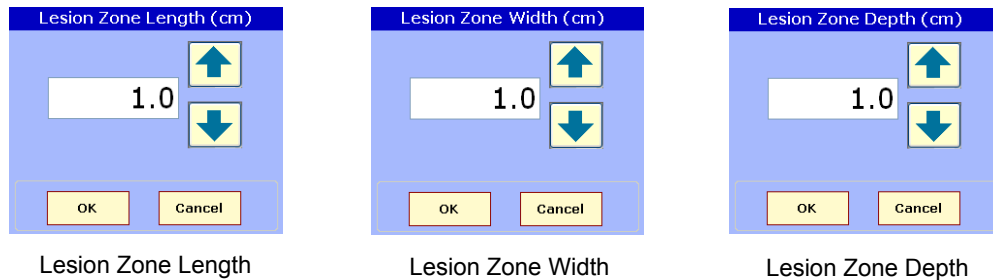 Lesion Zone Length (cm)
1.0
OK Cancel
Lesion Zone Length
Lesion Zone Width (cm)
1.0
OK Cancel
Lesion Zone Width
Lesion Zone Depth (cm)
1.0
OK Cancel
Lesion Zone Depth